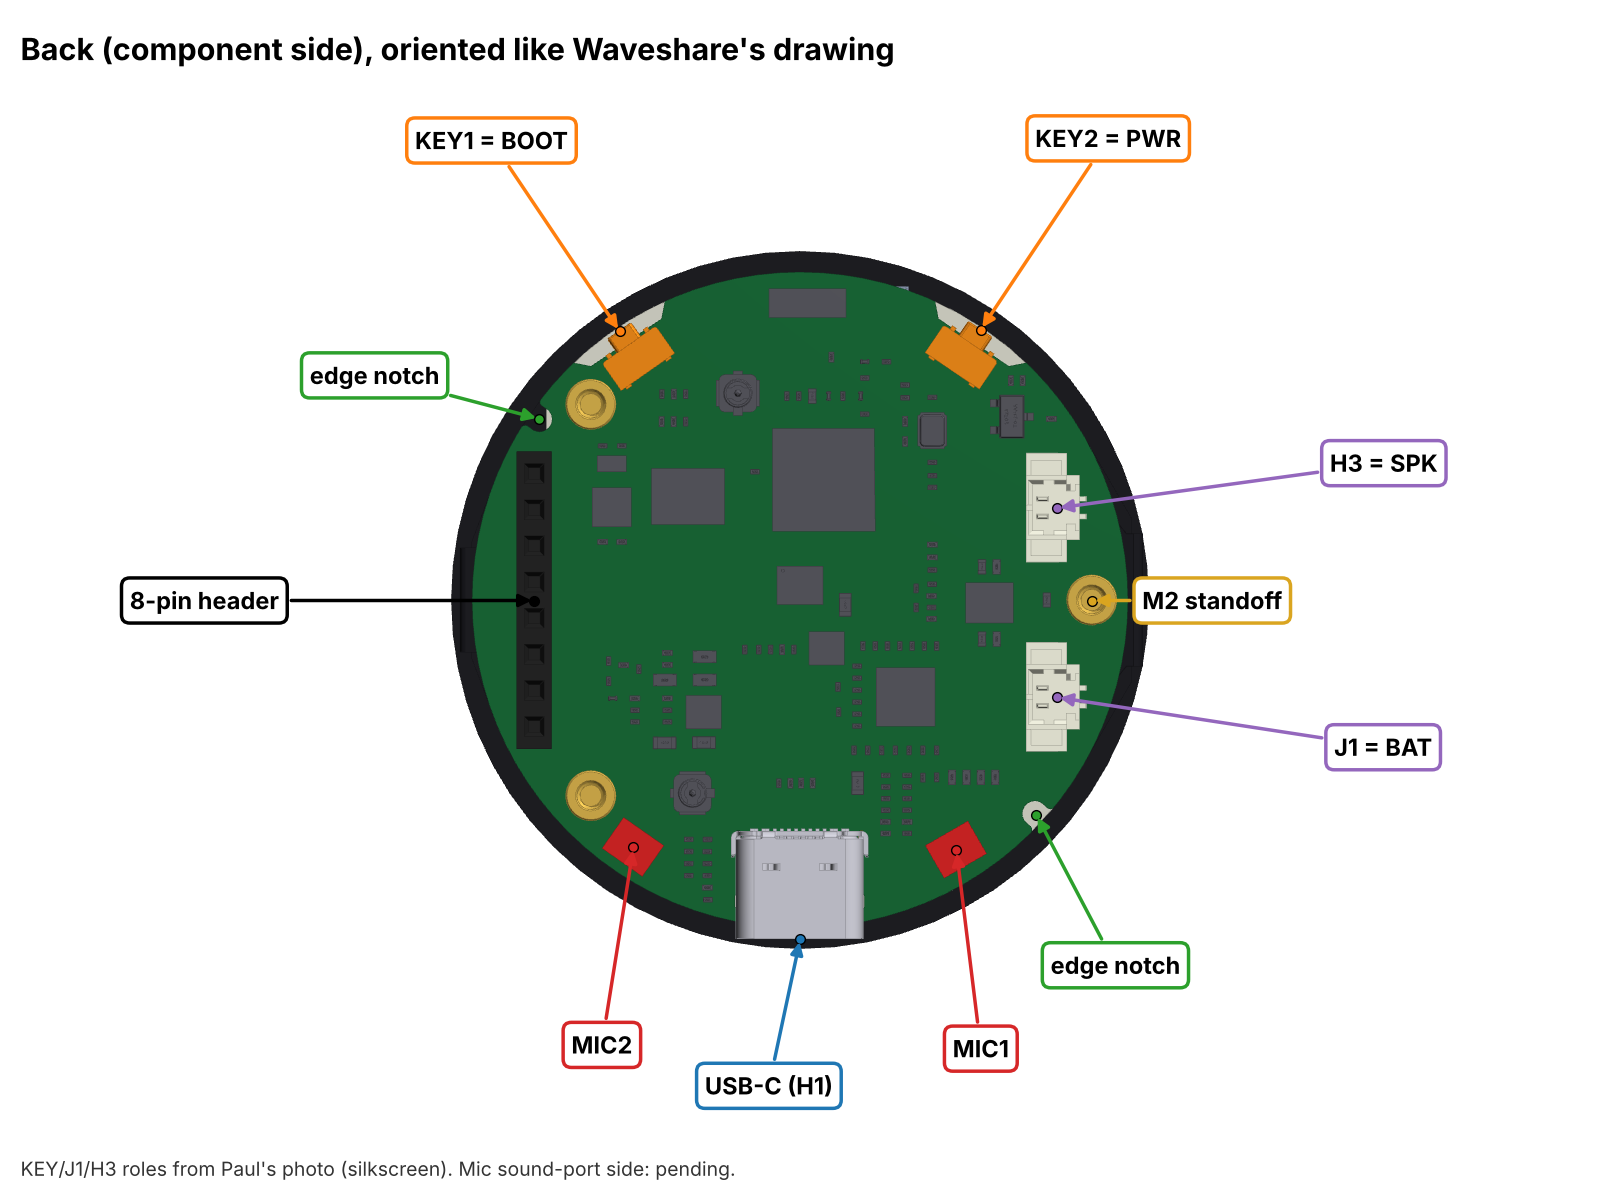 Back (component side), oriented like Waveshare's drawing
KEY1 = BOOT
KEY2 = PWR
edge notch
H3 = SPK
8-pin header
M2 standoff
J1 = BAT
edge notch
MIC2
MIC1
USB-C (H1)
KEY/J1/H3 roles from Paul's photo (silkscreen). Mic sound-port side: pending.